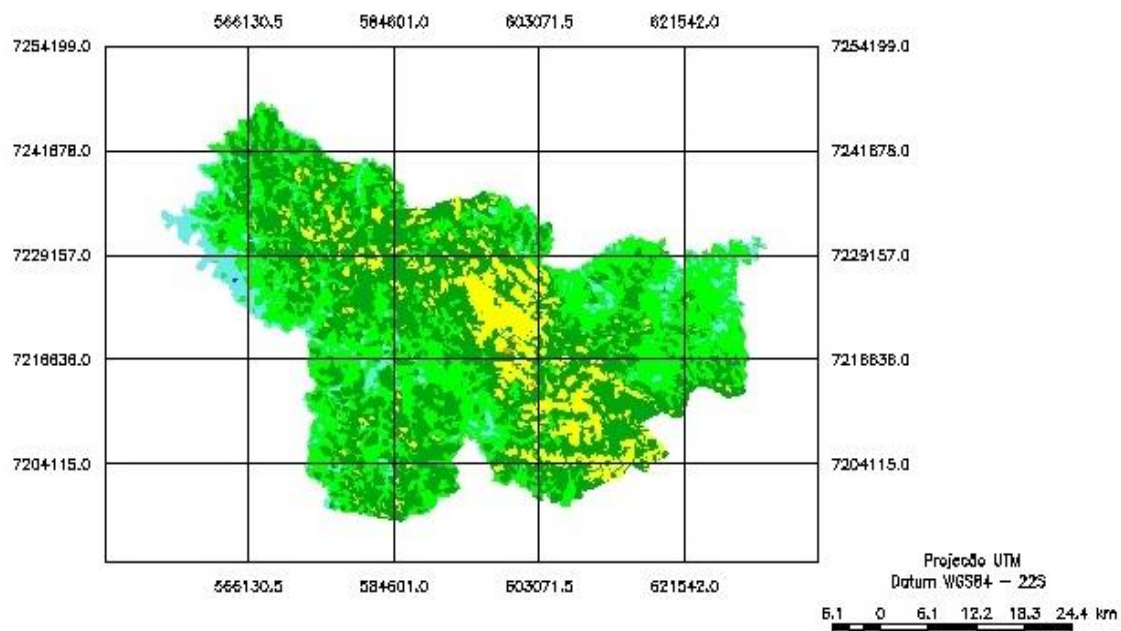 566130.5 584601.0 603071.5 621542.0
7254199.0 7254199.0
7241678.0 7241678.0
7229157.0 7229157.0
7216636.0 7216636.0
7204115.0 7204115.0
566130.5 584601.0 603071.5 621542.0
Projecão UTM
Datum WGS84 - 22S
6.1 0 6.1 12.2 18.3 24.4 km